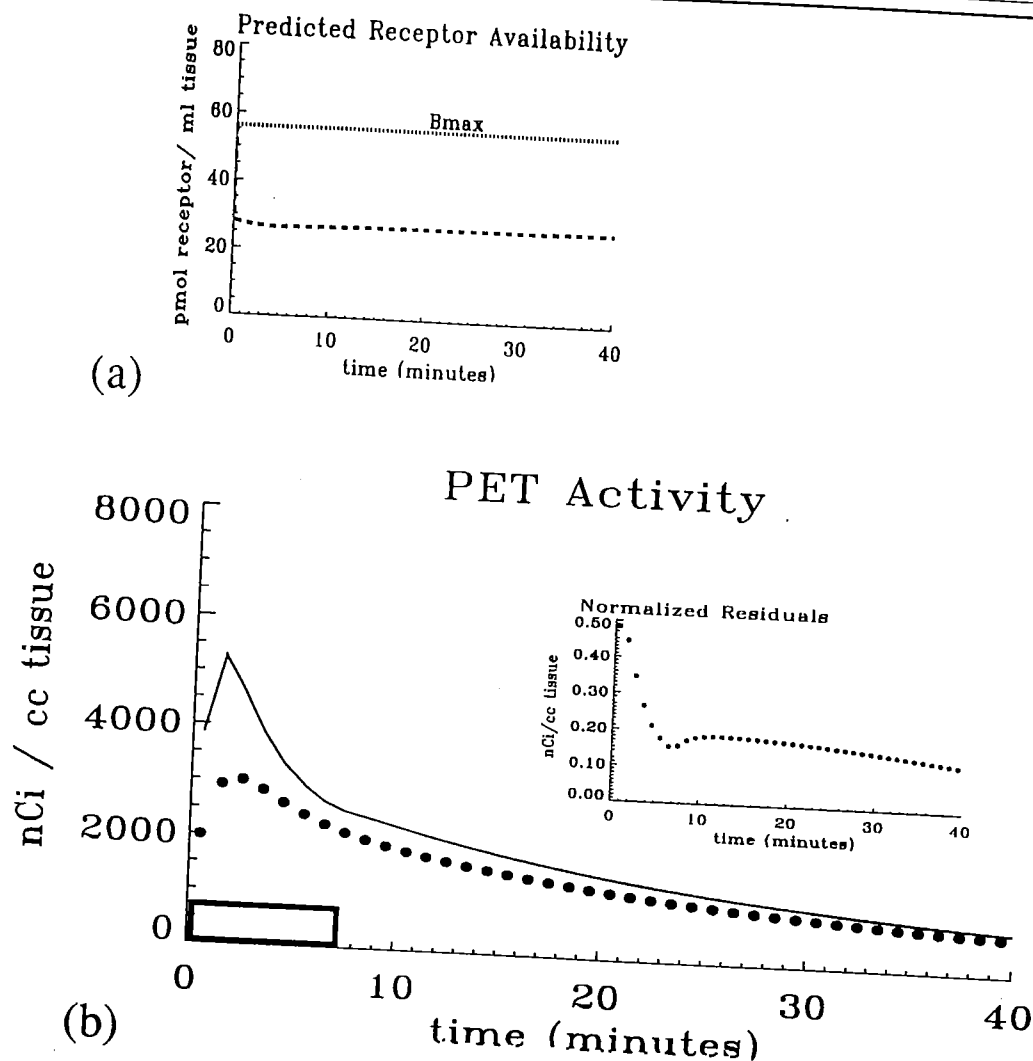 Predicted Receptor Availability
80
60
40
20
0
pmol receptor/ ml tissue
Bmax
0 10 20 30 40
time (minutes)
(a)
PET Activity
8000
6000
4000
2000
0
nCi / cc tissue
Normalized Residuals
0.50
0.40
0.30
0.20
0.10
0.00
nCi/cc tissue
0 10 20 30 40
time (minutes)
0 10 20 30 40
time (minutes)
(b)